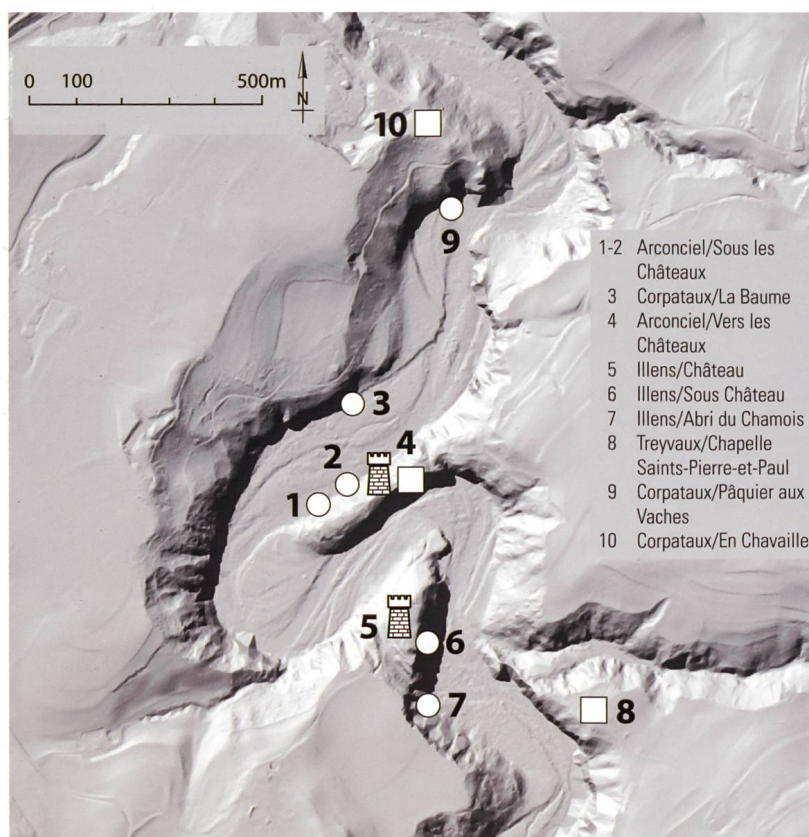 0 100 500m
N
10
9
3
4
2
1
5
6
7
8
1-2 Arconciel/Sous les
Châteaux
3 Corpataux/La Baume
4 Arconciel/Vers les
Châteaux
5 Illens/Château
6 Illens/Sous Château
7 Illens/Abri du Chamois
8 Treyvaux/Chapelle
Saints-Pierre-et-Paul
9 Corpataux/Pâquier aux
Vaches
10 Corpataux/En Chavaille